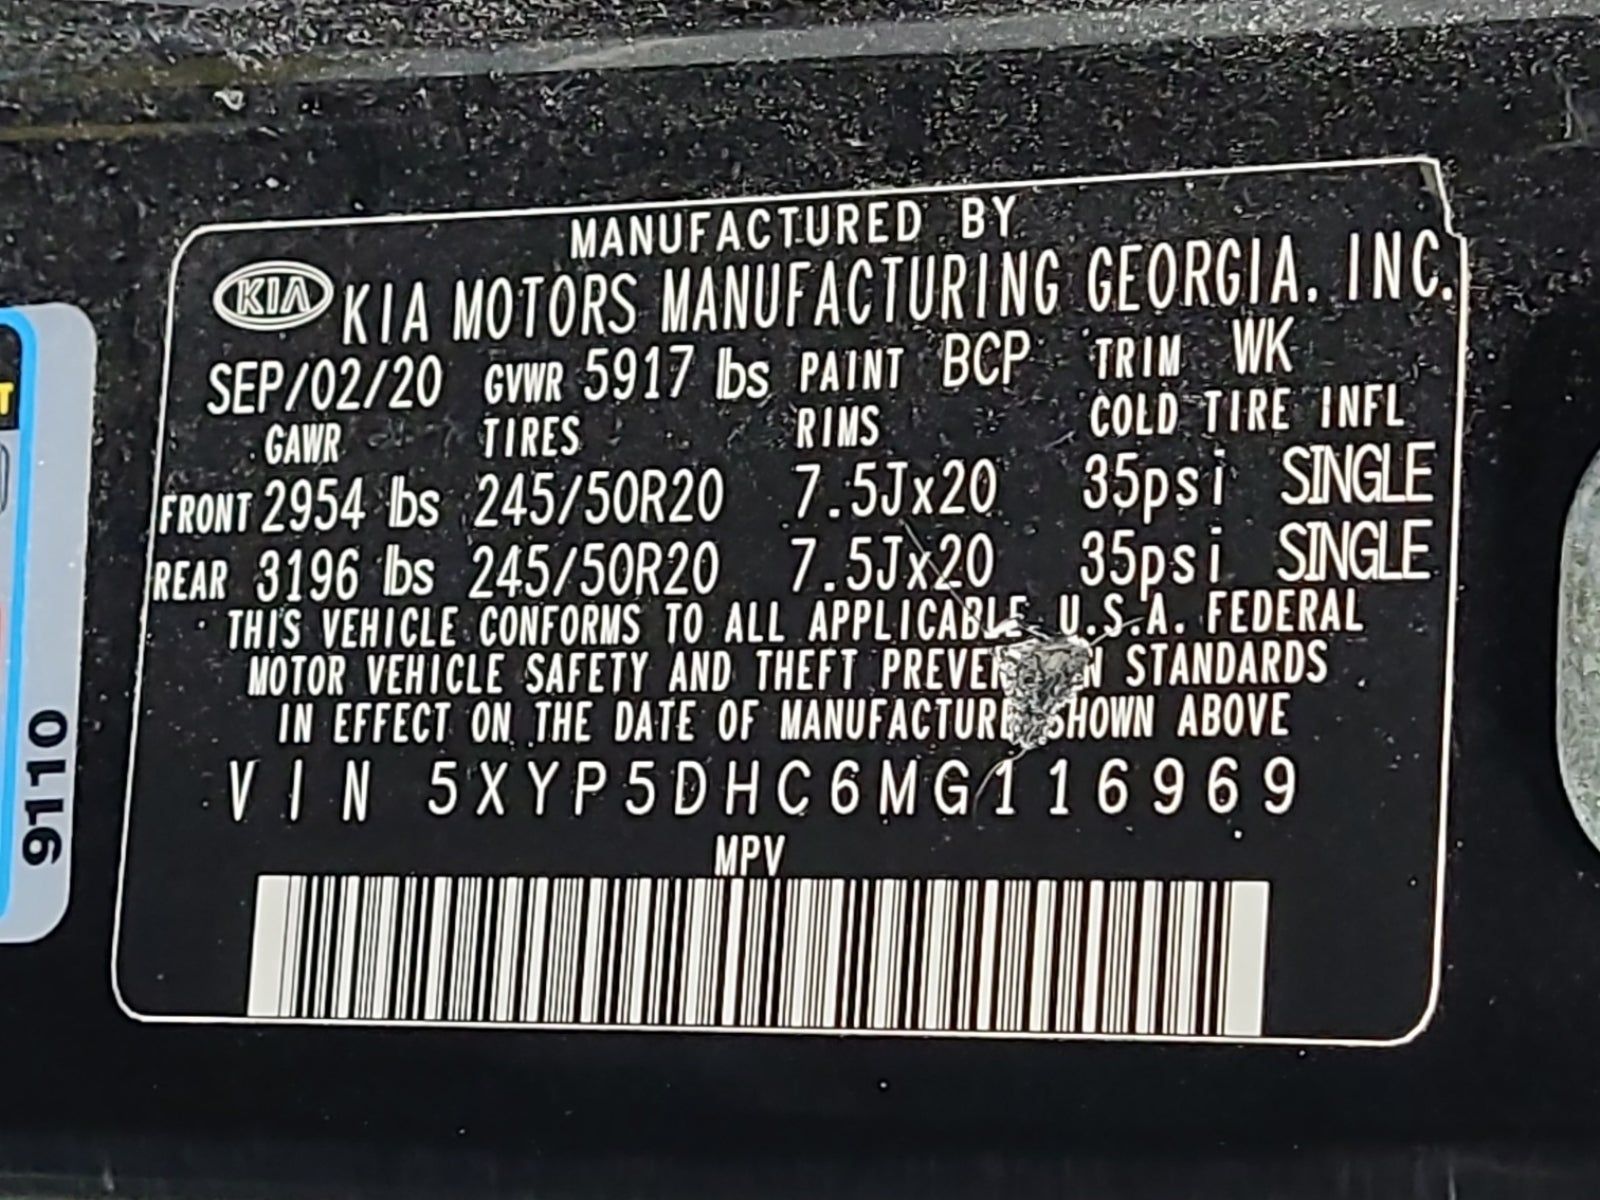 MANUFACTURED BY
KIA KIA MOTORS MANUFACTURING GEORGIA, INC.
SEP/02/20 GVWR 5917 lbs PAINT BCP TRIM WK
GAWR TIRES RIMS COLD TIRE INFL
FRONT 2954 lbs 245/50R20 7.5Jx20 35psi SINGLE
REAR 3196 lbs 245/50R20 7.5Jx20 35psi SINGLE
THIS VEHICLE CONFORMS TO ALL APPLICABLE U.S.A. FEDERAL
MOTOR VEHICLE SAFETY AND THEFT STANDARDS
IN EFFECT ON THE DATE OF MANUFACTURE SHOWN ABOVE
VIN 5XYP5DHC6MG116969
MPV
9110